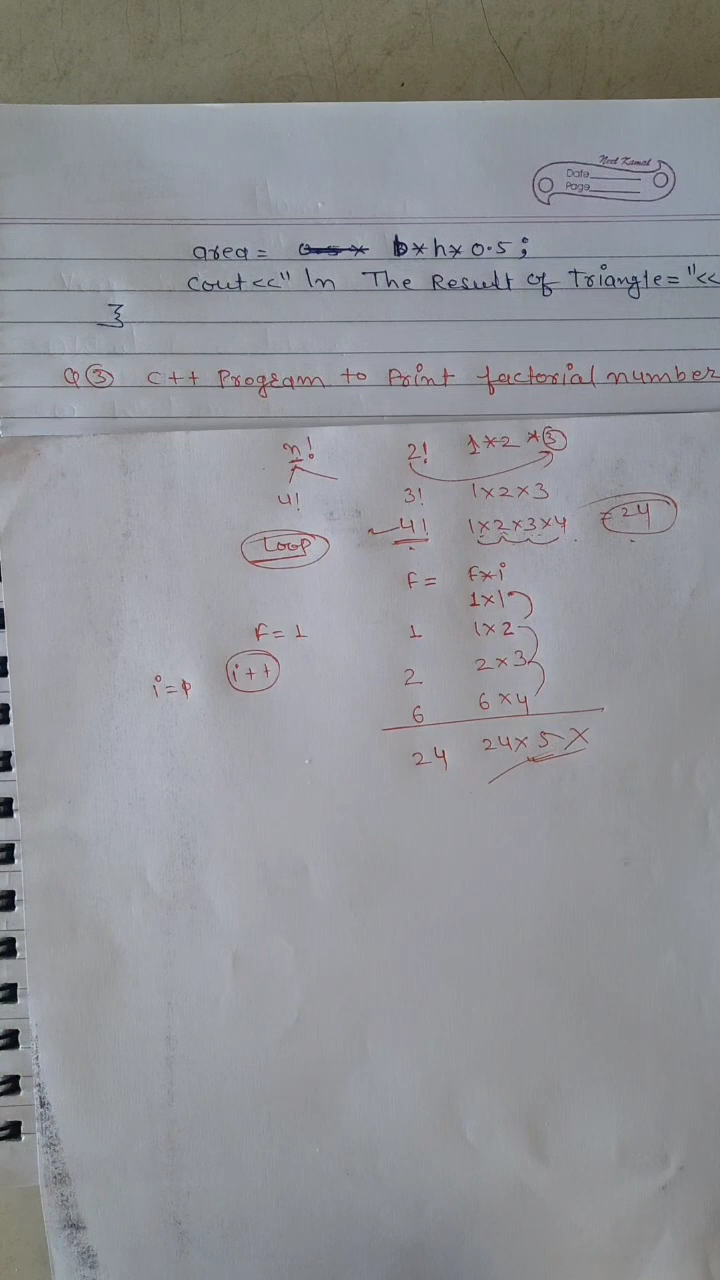 Neel Kamal
Date
Page
area = b*h*0.5;
cout<<"\n The Result of Triangle="<<
}
Q③ C++ Program to Print factorial number
n! 2! 1*2*3
4! 3! 1×2×3
Loop 4! 1×2×3×4 = 24
F = F×i
1×1
F=1 1 1×2
i=1 i++ 2 2×3
6 6×4
24 24×5 ×